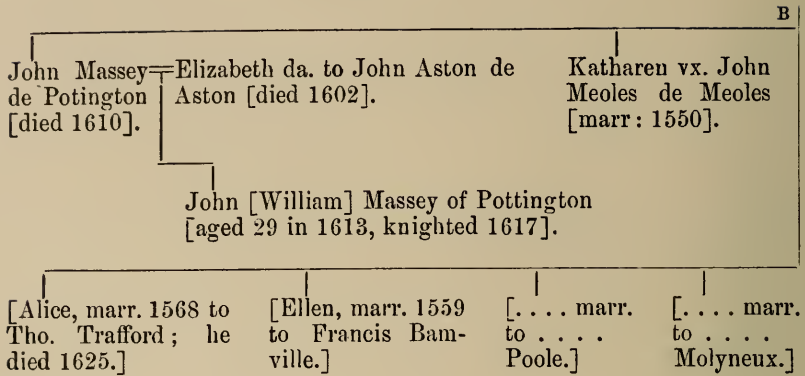 B
John Massey=Elizabeth da. to John Aston de
de Potington Aston [died 1602].
[died 1610].
Katharen vx. John
Meoles de Meoles
[marr: 1550].
John [William] Massey of Pottington
[aged 29 in 1613, knighted 1617].
[Alice, marr. 1568 to
Tho. Trafford; he
died 1625.]
[Ellen, marr. 1559
to Francis Bam-
ville.]
[. . . . marr.
to . . . .
Poole.]
[. . . . marr.
to . . . .
Molyneux.]